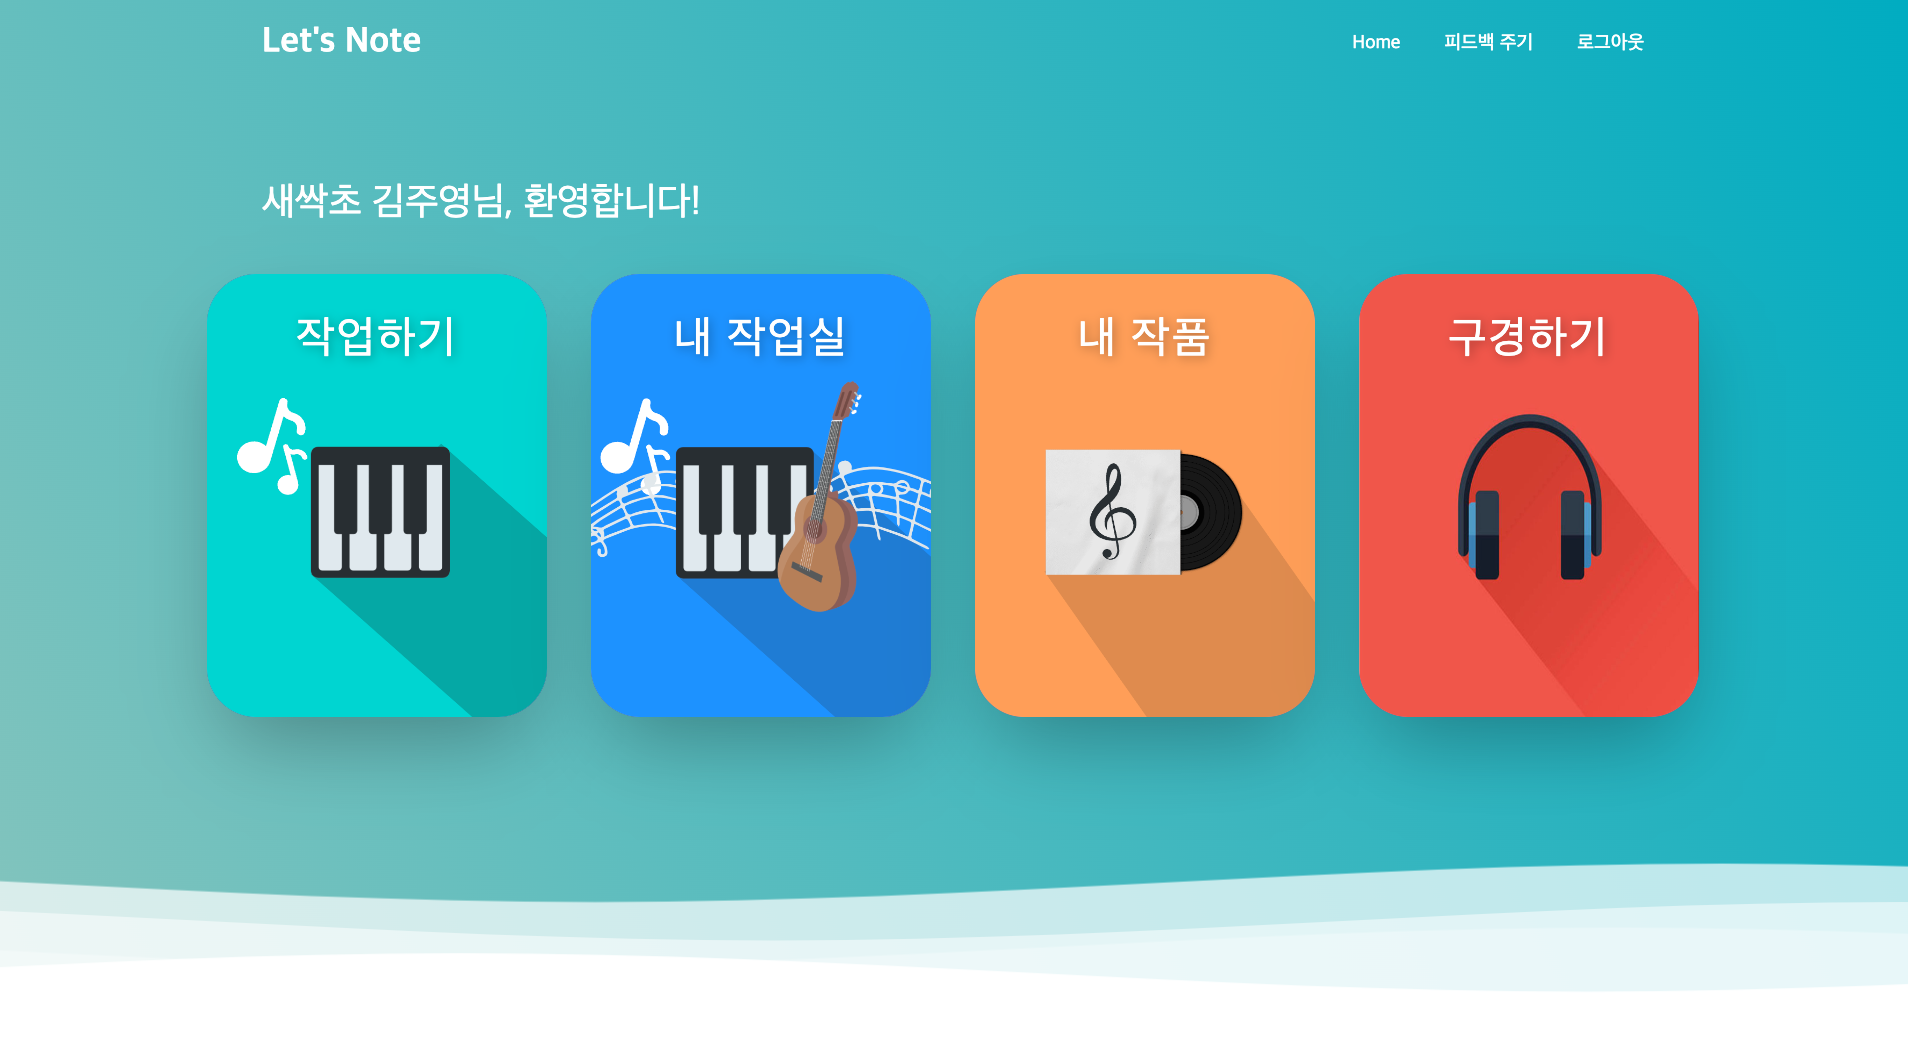 Let's Note
Home
피드백 주기
로그아웃
새싹초 김주영님, 환영합니다!
작업하기
내 작업실
내 작품
구경하기